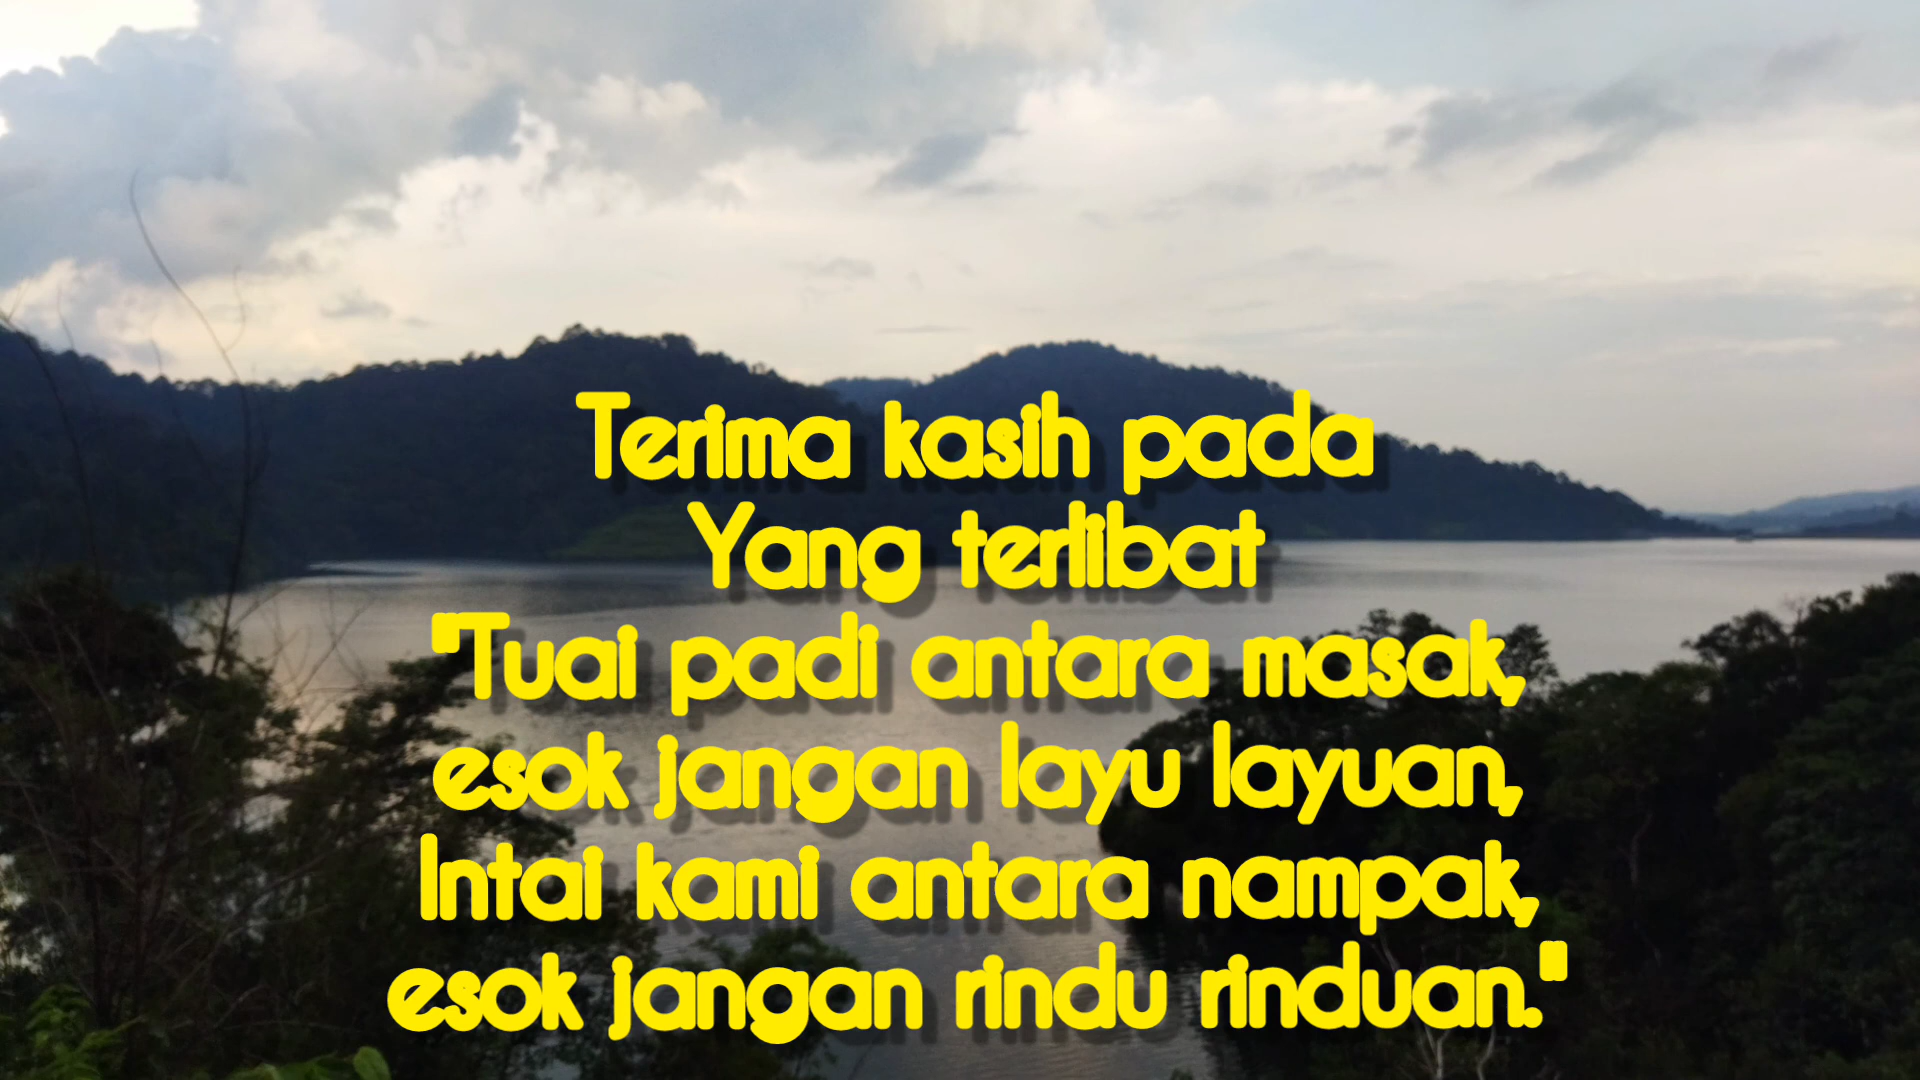 Terima kasih pada
Yang terlibat
"Tuai padi antara masak,
esok jangan layu layuan,
Intai kami antara nampak,
esok jangan rindu rinduan."